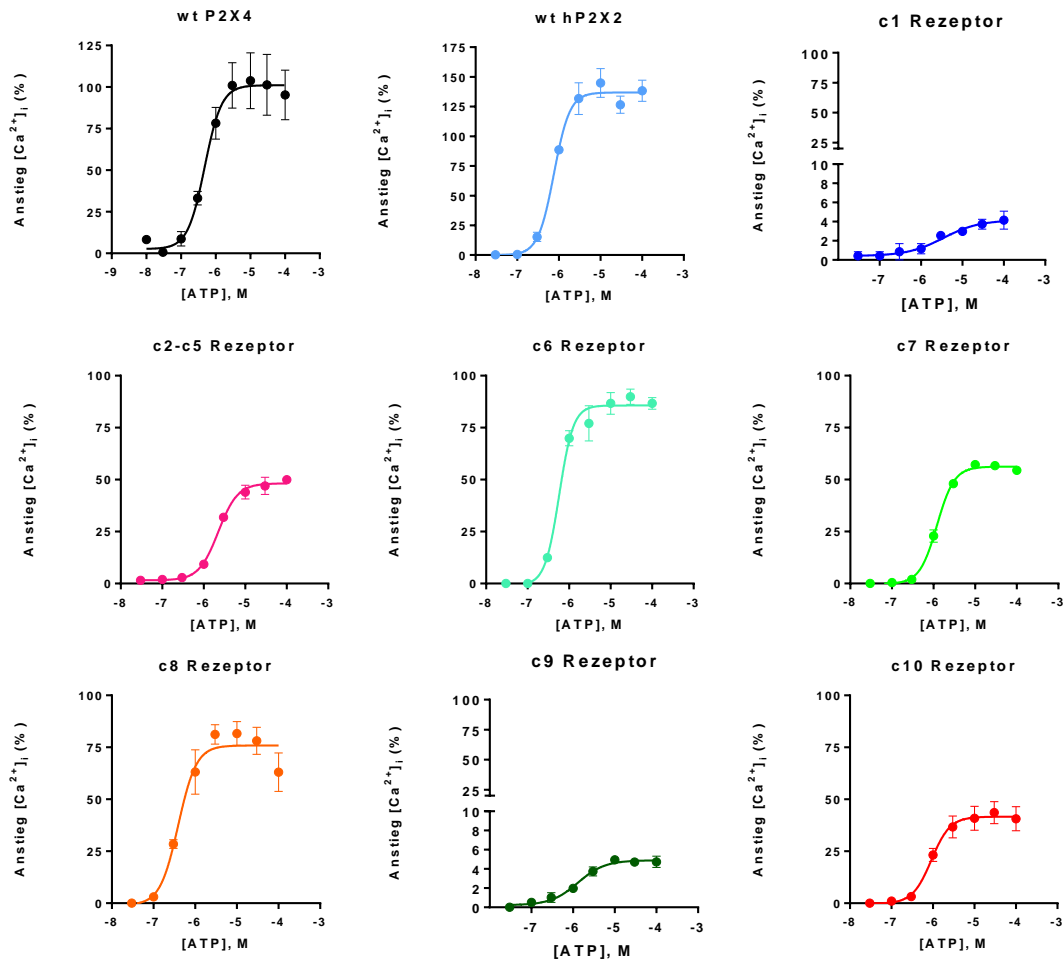 wt P2X4
Anstieg [Ca²⁺]ᵢ (%)
125
100
75
50
25
0
-9 -8 -7 -6 -5 -4 -3
[ATP], M
wt hP2X2
Anstieg [Ca²⁺]ᵢ (%)
175
150
125
100
75
50
25
0
-8 -7 -6 -5 -4 -3
[ATP], M
c1 Rezeptor
Anstieg [Ca²⁺]ᵢ (%)
100
75
50
25
10
8
6
4
2
0
-7 -6 -5 -4 -3
[ATP], M
c2-c5 Rezeptor
Anstieg [Ca²⁺]ᵢ (%)
100
75
50
25
0
-8 -7 -6 -5 -4 -3
[ATP], M
c6 Rezeptor
Anstieg [Ca²⁺]ᵢ (%)
100
75
50
25
0
-8 -7 -6 -5 -4 -3
[ATP], M
c7 Rezeptor
Anstieg [Ca²⁺]ᵢ (%)
100
75
50
25
0
-8 -7 -6 -5 -4 -3
[ATP], M
c8 Rezeptor
Anstieg [Ca²⁺]ᵢ (%)
100
75
50
25
0
-8 -7 -6 -5 -4 -3
[ATP], M
c9 Rezeptor
Anstieg [Ca²⁺]ᵢ (%)
100
75
50
25
10
8
6
4
2
0
-7 -6 -5 -4 -3
[ATP], M
c10 Rezeptor
Anstieg [Ca²⁺]ᵢ (%)
100
75
50
25
0
-8 -7 -6 -5 -4 -3
[ATP], M